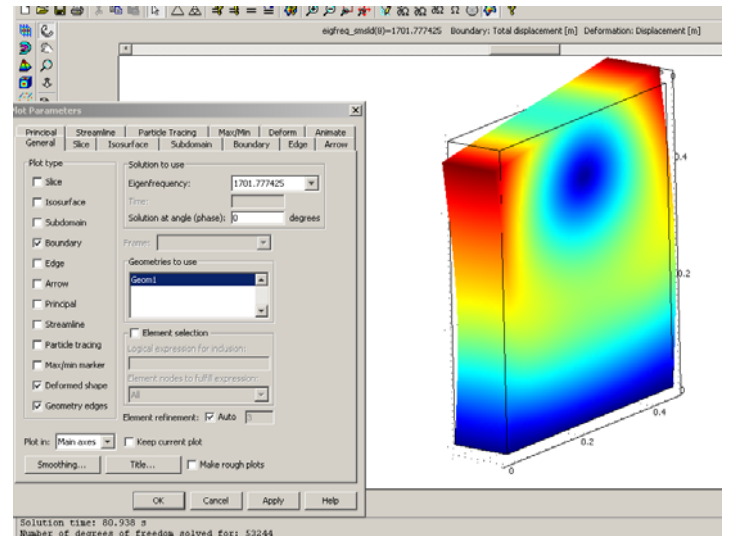 eigfreq_smsld(8)=1701.777425 Boundary: Total displacement [m] Deformation: Displacement [m]
Plot Parameters
Principal Streamline Particle Tracing Max/Min Deform Animate
General Slice Isosurface Subdomain Boundary Edge Arrow
Plot type
Slice
Isosurface
Subdomain
Boundary
Edge
Arrow
Principal
Streamline
Particle tracing
Max/min marker
Deformed shape
Geometry edges
Solution to use
Eigenfrequency: 1701.777425
Time:
Solution at angle (phase): 0 degrees
Frame:
Geometries to use
Geom1
Element selection
Logical expression for inclusion:
Element nodes to fulfill expression:
All
Element refinement: Auto 3
Plot in: Main axes Keep current plot
Smoothing... Title... Make rough plots
OK Cancel Apply Help
0
0.4
0.2
0
0.4
0.2
0
Solution time: 80.938 s
Number of degrees of freedom solved for: 53244